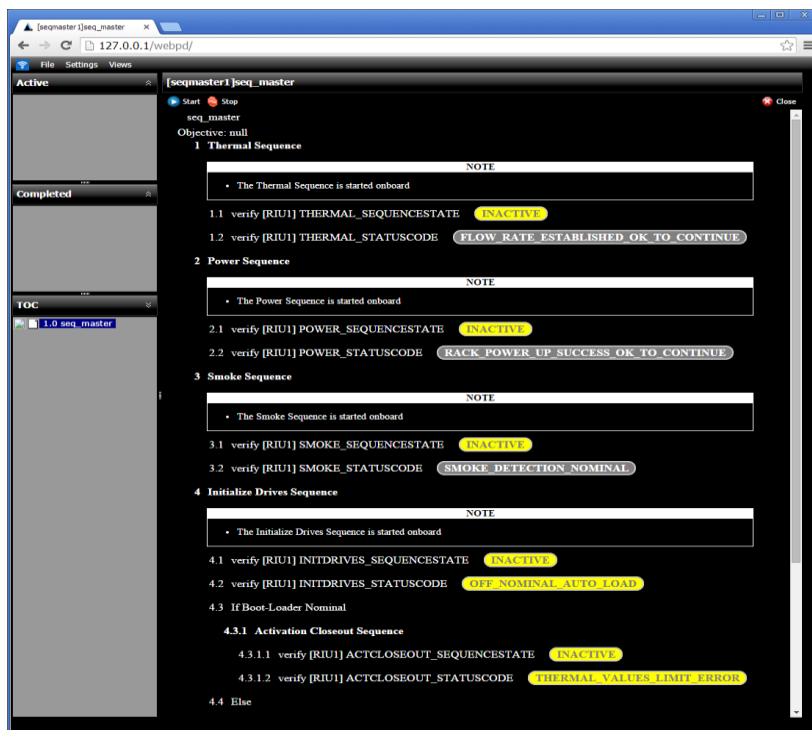 [seqmaster1]seq_master
127.0.0.1/webpd/
File Settings Views
Active
[seqmaster1]seq_master
Start Stop Close
seq_master
Objective: null
1 Thermal Sequence
NOTE
• The Thermal Sequence is started onboard
Completed
1.1 verify [RIU1] THERMAL_SEQUENCESTATE INACTIVE
1.2 verify [RIU1] THERMAL_STATUSCODE FLOW_RATE_ESTABLISHED_OK_TO_CONTINUE
2 Power Sequence
NOTE
• The Power Sequence is started onboard
TOC
1.0 seq_master
2.1 verify [RIU1] POWER_SEQUENCESTATE INACTIVE
2.2 verify [RIU1] POWER_STATUSCODE RACK_POWER_UP_SUCCESS_OK_TO_CONTINUE
3 Smoke Sequence
NOTE
• The Smoke Sequence is started onboard
3.1 verify [RIU1] SMOKE_SEQUENCESTATE INACTIVE
3.2 verify [RIU1] SMOKE_STATUSCODE SMOKE_DETECTION_NOMINAL
4 Initialize Drives Sequence
NOTE
• The Initialize Drives Sequence is started onboard
4.1 verify [RIU1] INITDRIVES_SEQUENCESTATE INACTIVE
4.2 verify [RIU1] INITDRIVES_STATUSCODE OFF_NOMINAL_AUTO_LOAD
4.3 If Boot-Loader Nominal
4.3.1 Activation Closeout Sequence
4.3.1.1 verify [RIU1] ACTCLOSEOUT_SEQUENCESTATE INACTIVE
4.3.1.2 verify [RIU1] ACTCLOSEOUT_STATUSCODE THERMAL_VALUES_LIMIT_ERROR
4.4 Else